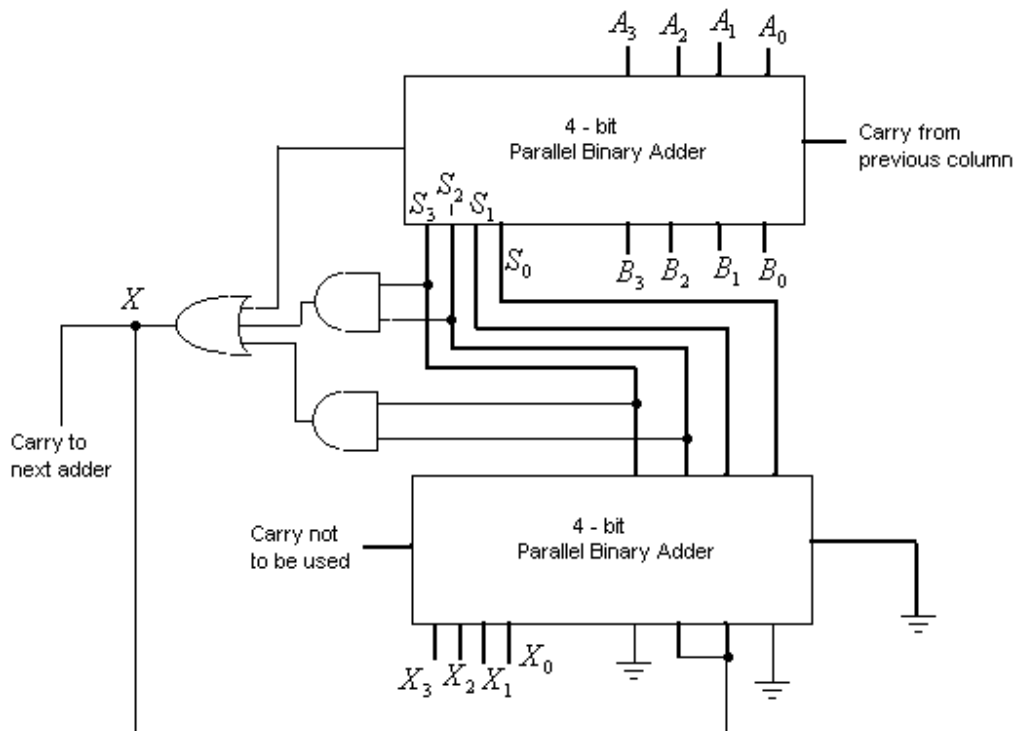 A₃ A₂ A₁ A₀
4 - bit
Parallel Binary Adder
Carry from
previous column
S₃ S₂ S₁
S₀
B₃ B₂ B₁ B₀
X
Carry to
next adder
Carry not
to be used
4 - bit
Parallel Binary Adder
X₃ X₂ X₁ X₀